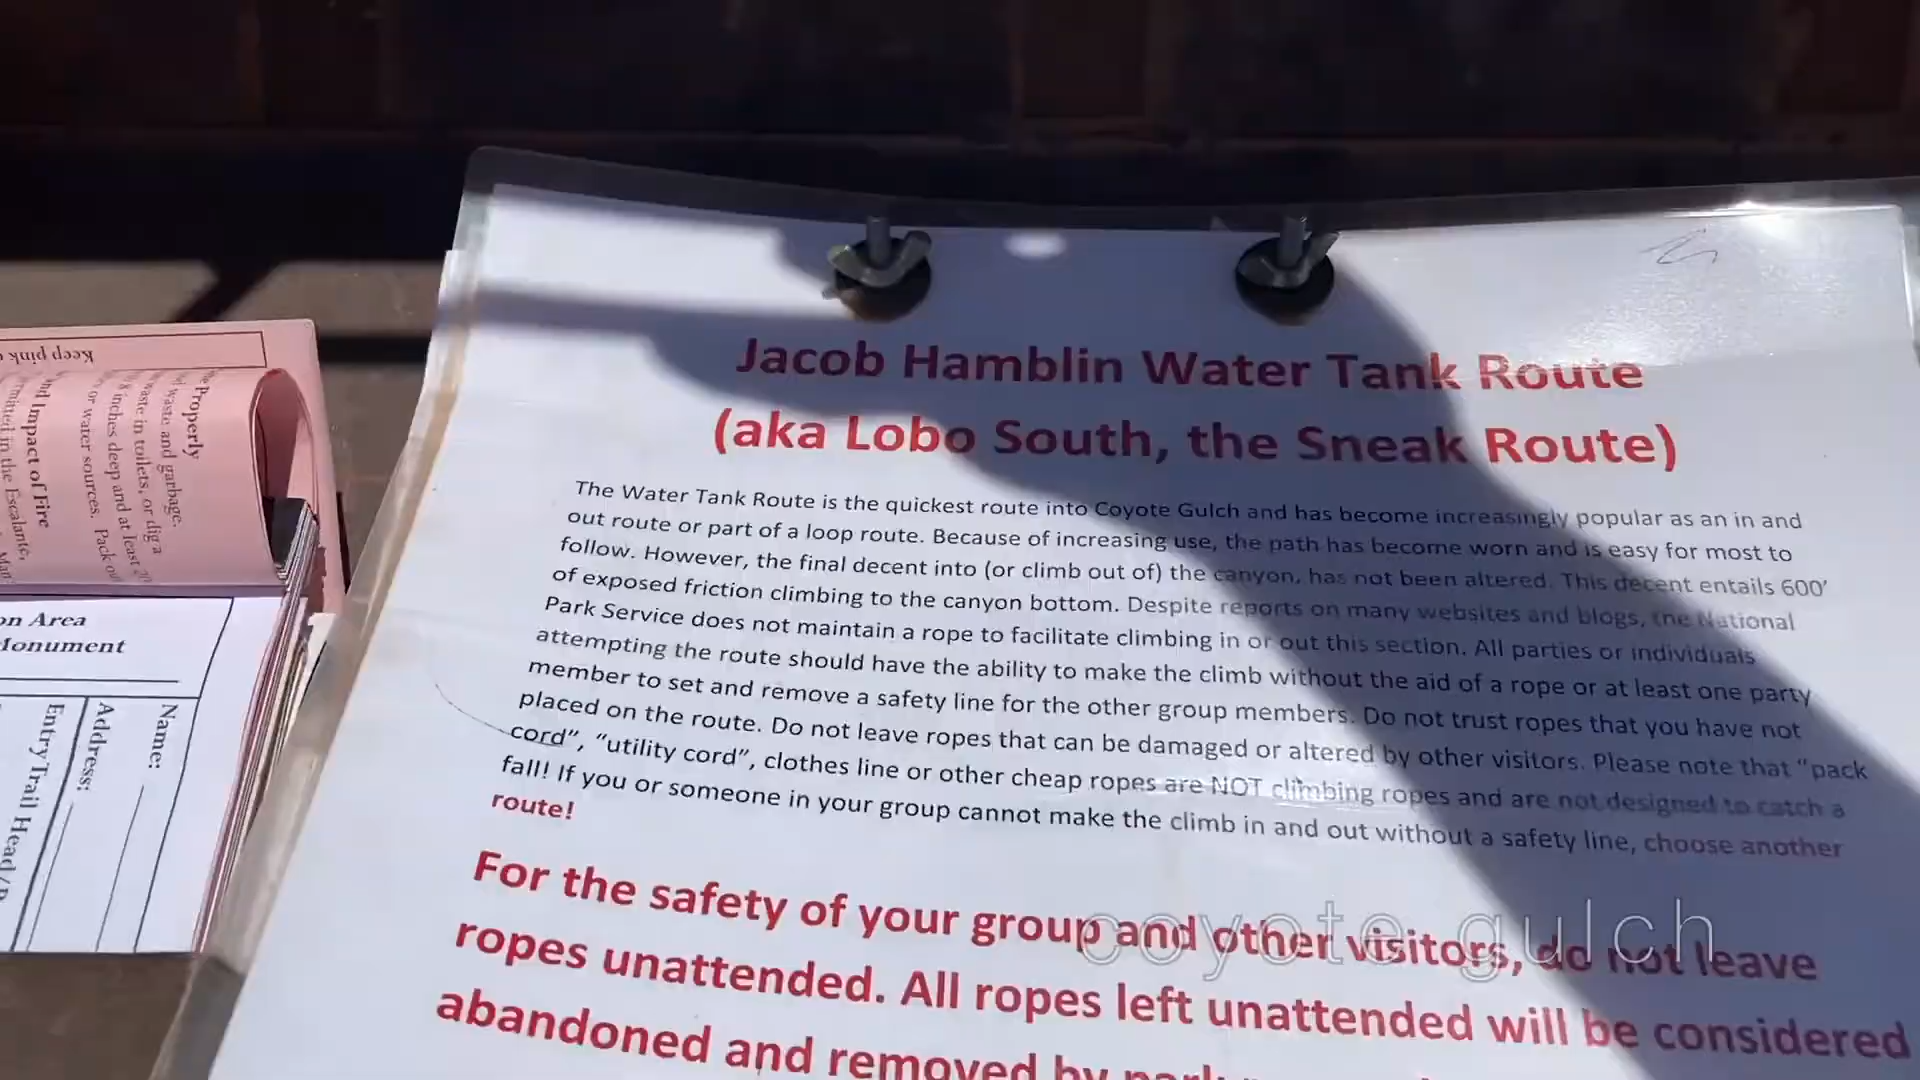 Jacob Hamblin Water Tank Route
(aka Lobo South, the Sneak Route)
The Water Tank Route is the quickest route into Coyote Gulch and has become increasingly popular as an in and
out route or part of a loop route. Because of increasing use, the path has become worn and is easy for most to
follow. However, the final decent into (or climb out of) the canyon, has not been altered. This decent entails 600'
of exposed friction climbing to the canyon bottom. Despite reports on many websites and blogs, the National
Park Service does not maintain a rope to facilitate climbing in or out this section. All parties or individuals
attempting the route should have the ability to make the climb without the aid of a rope or at least one party
member to set and remove a safety line for the other group members. Do not trust ropes that you have not
placed on the route. Do not leave ropes that can be damaged or altered by other visitors. Please note that "pack
cord", "utility cord", clothes line or other cheap ropes are NOT climbing ropes and are not designed to catch a
fall! If you or someone in your group cannot make the climb in and out without a safety line, choose another
route!
For the safety of your group and other visitors, do not leave
ropes unattended. All ropes left unattended will be considered
abandoned and removed by park
coyote gulch
Keep pink
Properly
waste and garbage.
waste in toilets, or dig a
8 inches deep and at least
or water sources. Pack
Impact of Fire
in the Escalante,
on Area
Monument
Name:
Address:
Entry Trail Head